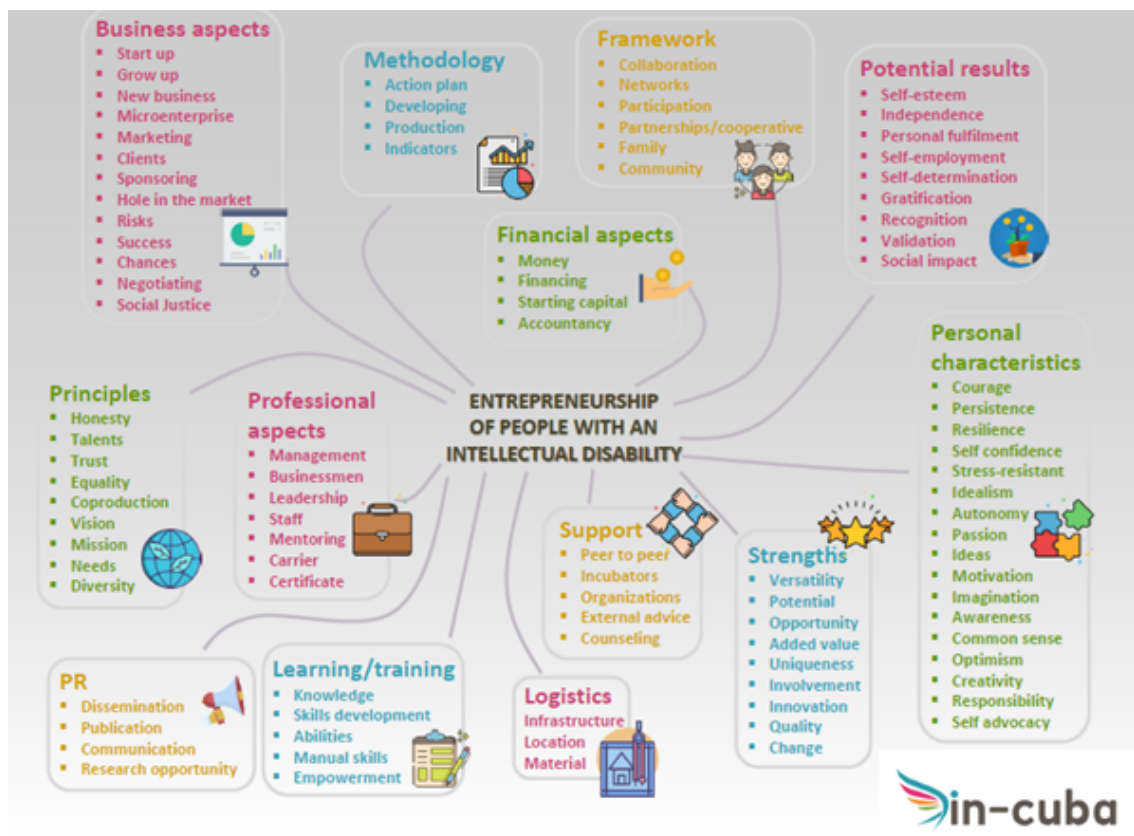 Business aspects
▪ Start up
▪ Grow up
▪ New business
▪ Microenterprise
▪ Marketing
▪ Clients
▪ Sponsoring
▪ Hole in the market
▪ Risks
▪ Success
▪ Chances
▪ Negotiating
▪ Social Justice
Methodology
▪ Action plan
▪ Developing
▪ Production
▪ Indicators
Framework
▪ Collaboration
▪ Networks
▪ Participation
▪ Partnerships/cooperative
▪ Family
▪ Community
Potential results
▪ Self-esteem
▪ Independence
▪ Personal fulfilment
▪ Self-employment
▪ Self-determination
▪ Gratification
▪ Recognition
▪ Validation
▪ Social impact
Financial aspects
▪ Money
▪ Financing
▪ Starting capital
▪ Accountancy
Principles
▪ Honesty
▪ Talents
▪ Trust
▪ Equality
▪ Coproduction
▪ Vision
▪ Mission
▪ Needs
▪ Diversity
Professional
aspects
▪ Management
▪ Businessmen
▪ Leadership
▪ Staff
▪ Mentoring
▪ Carrier
▪ Certificate
ENTREPRENEURSHIP
OF PEOPLE WITH AN
INTELLECTUAL DISABILITY
Personal
characteristics
▪ Courage
▪ Persistence
▪ Resilience
▪ Self confidence
▪ Stress-resistant
▪ Idealism
▪ Autonomy
▪ Passion
▪ Ideas
▪ Motivation
▪ Imagination
▪ Awareness
▪ Common sense
▪ Optimism
▪ Creativity
▪ Responsibility
▪ Self advocacy
Support
▪ Peer to peer
▪ Incubators
▪ Organizations
▪ External advice
▪ Counseling
Strengths
▪ Versatility
▪ Potential
▪ Opportunity
▪ Added value
▪ Uniqueness
▪ Involvement
▪ Innovation
▪ Quality
▪ Change
PR
▪ Dissemination
▪ Publication
▪ Communication
▪ Research opportunity
Learning/training
▪ Knowledge
▪ Skills development
▪ Abilities
▪ Manual skills
▪ Empowerment
Logistics
Infrastructure
Location
Material
in-cuba